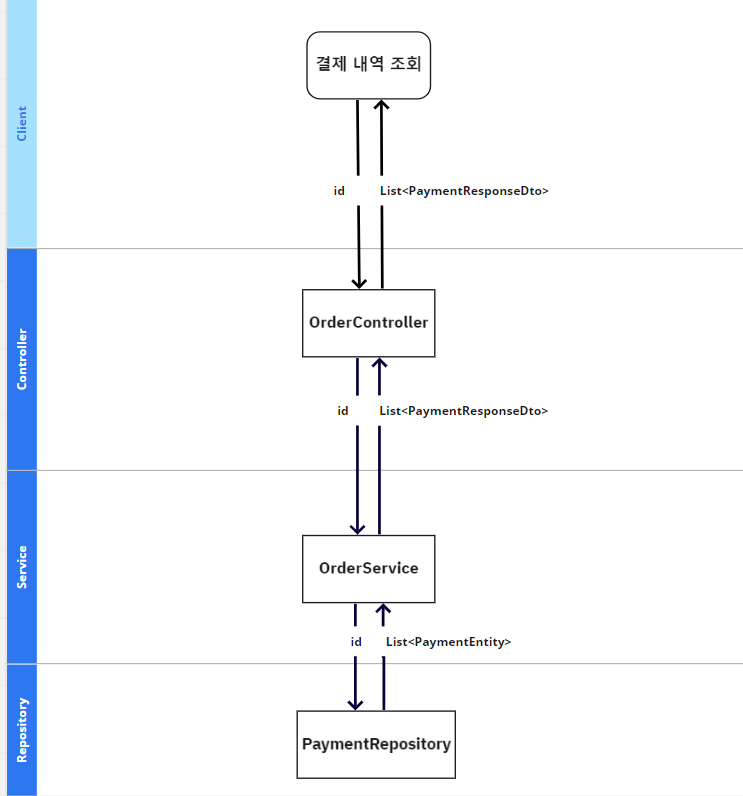 Client
결제 내역 조회
id
List<PaymentResponseDto>
Controller
OrderController
id
List<PaymentResponseDto>
Service
OrderService
id
List<PaymentEntity>
Repository
PaymentRepository